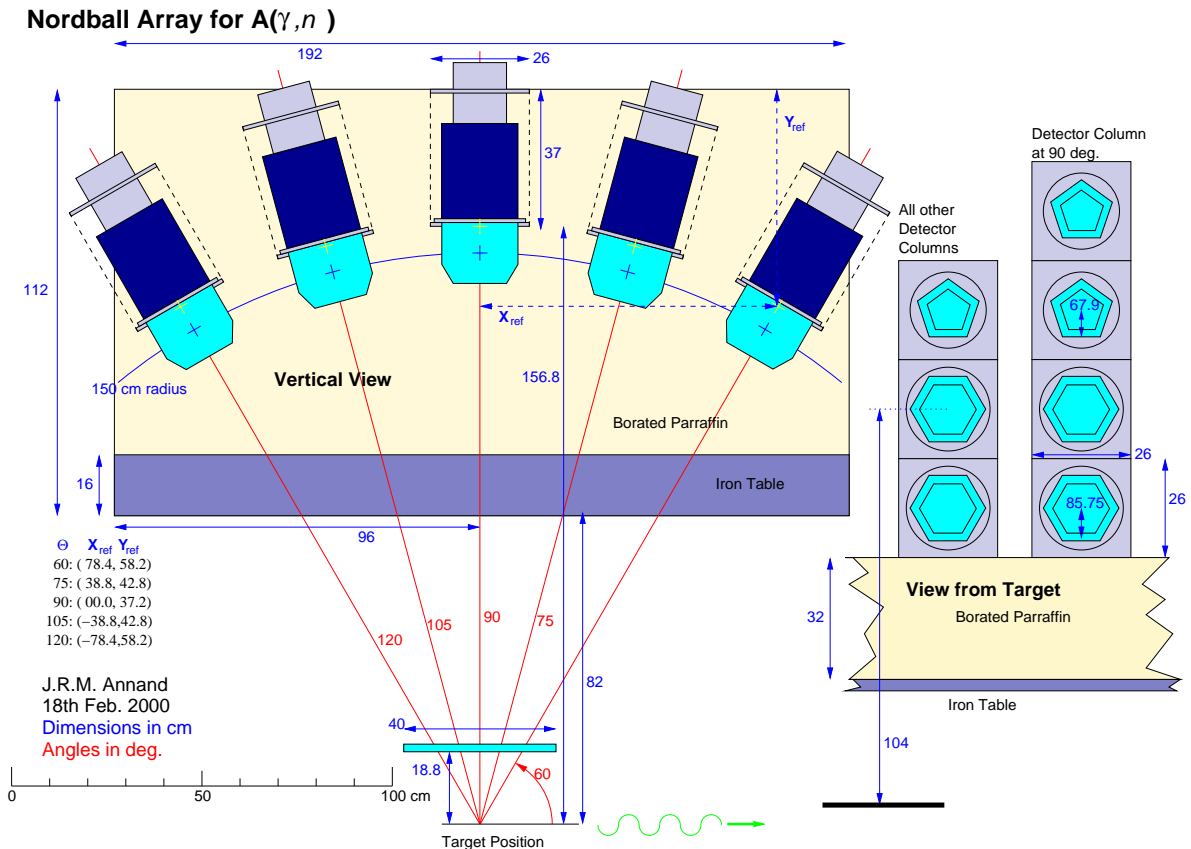 Nordball Array for A(γ,n )
192
26
Y ref
37
Detector Column
at 90 deg.
All other
Detector
Columns
112
X ref
67.9
150 cm radius
Vertical View
156.8
Borated Parraffin
16
Iron Table
26
26
85.75
96
Θ X ref Y ref
60: ( 78.4, 58.2)
75: ( 38.8, 42.8)
90: ( 00.0, 37.2)
105: (−38.8,42.8)
120: (−78.4,58.2)
120
105
90
75
View from Target
Borated Parraffin
32
82
J.R.M. Annand
18th Feb. 2000
Dimensions in cm
Angles in deg.
Iron Table
40
104
18.8
60
0
50
100 cm
Target Position